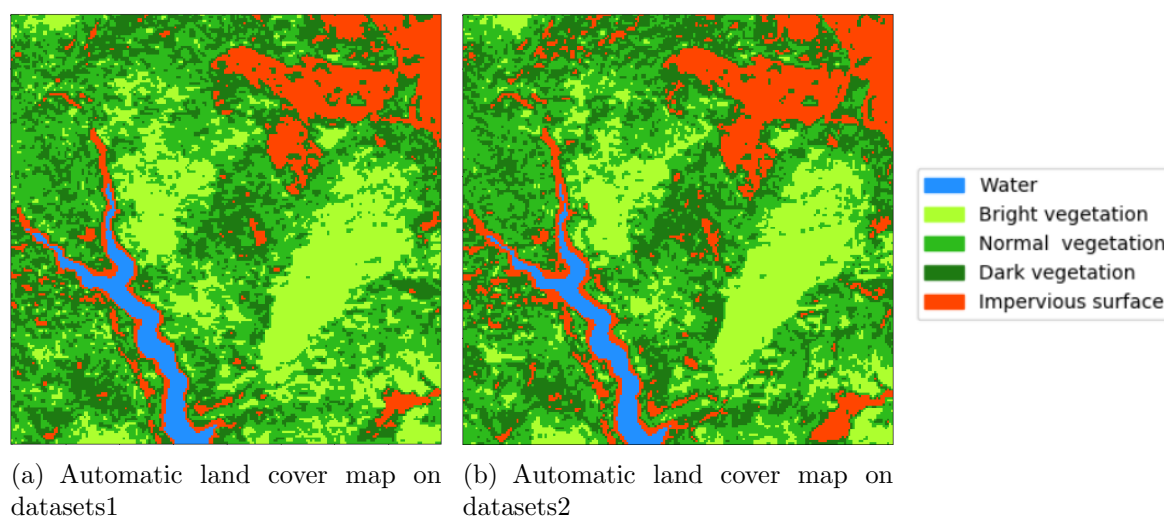 Water
Bright vegetation
Normal vegetation
Dark vegetation
Impervious surface
(a) Automatic land cover map on
datasets1
(b) Automatic land cover map on
datasets2